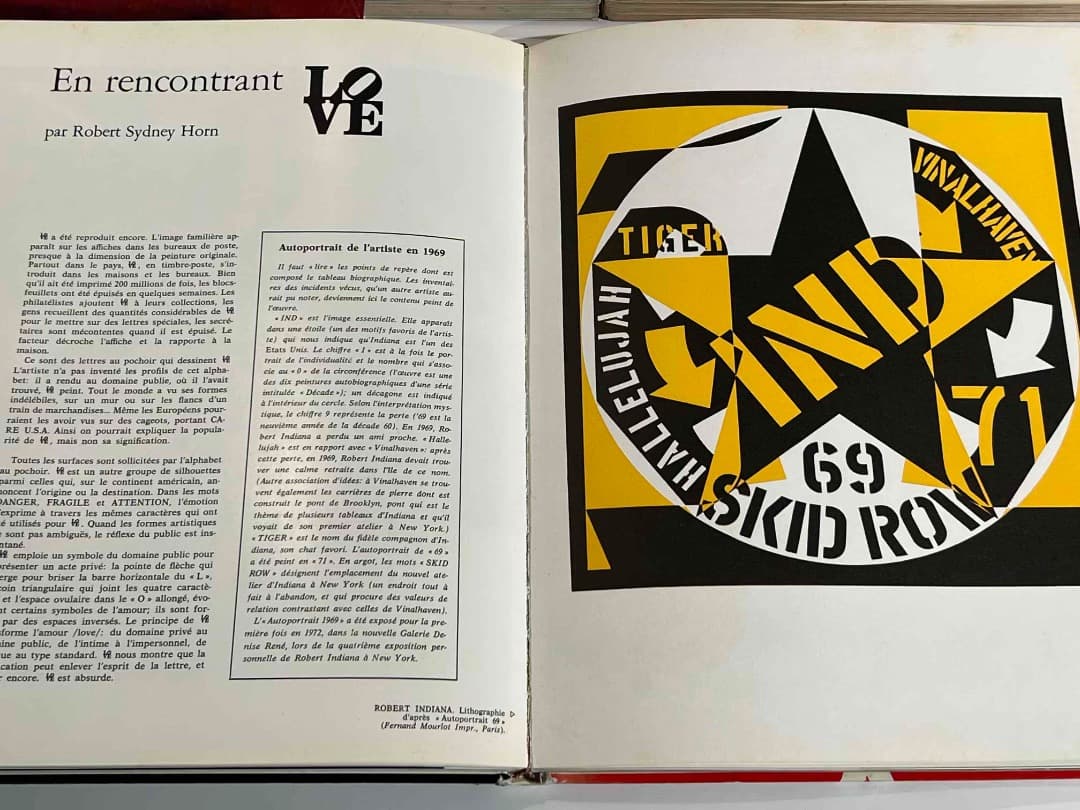 En rencontrant LOVE
par Robert Sydney Horn
a été reproduit encore. L'image familière ap-
paraît sur les affiches dans les bureaux de poste,
presque à la dimension de la peinture originale.
Partout dans le pays, , en timbre-poste, s'in-
troduit dans les maisons et les bureaux. Bien
qu'il ait été imprimé 200 millions de fois, les blocs-
feuillets ont été épuisés en quelques semaines. Les
philatélistes ajoutent à leurs collections, les
gens recueillent des quantités considérables de
pour le mettre sur des lettres spéciales, les secré-
taires sont mécontentes quand il est épuisé. Le
facteur décroche l'affiche et la rapporte à la
maison.
Ce sont des lettres au pochoir qui dessinent
L'artiste n'a pas inventé les profils de cet alpha-
bet: il a rendu au domaine public, où il l'avait
trouvé, peint. Tout le monde a vu ses formes
indélébiles, sur un mur ou sur les flancs d'un
train de marchandises... Même les Européens pour-
raient les avoir vus sur des cageots, portant CA-
RE U.S.A. Ainsi on pourrait expliquer la popula-
rité de , mais non sa signification.
Toutes les surfaces sont sollicitées par l'alphabet
au pochoir. est un autre groupe de silhouettes
parmi celles qui, sur le continent américain, an-
noncent l'origine ou la destination. Dans les mots
DANGER, FRAGILE et ATTENTION, l'émotion
exprime à travers les mêmes caractères qui ont
é utilisés pour . Quand les formes artistiques
e sont pas ambiguës, le réflexe du public est ins-
ntané.
emploie un symbole du domaine public pour
présenter un acte privé: la pointe de flèche qui
erge pour briser la barre horizontale du « L »,
coin triangulaire qui joint les quatre caractè-
et l'espace ovulaire dans le « O » allongé, évo-
nt certains symboles de l'amour; ils sont for-
par des espaces inversés. Le principe de
sforme l'amour /love/: du domaine privé au
ine public, de l'intime à l'impersonnel, de
ue au type standard. nous montre que la
cation peut enlever l'esprit de la lettre, et
r encore. est absurde.
Autoportrait de l'artiste en 1969
Il faut « lire » les points de repère dont est
composé le tableau biographique. Les inventai-
res des incidents vécus, qu'un autre artiste au-
rait pu noter, deviennent ici le contenu peint de
l'œuvre.
« IND » est l'image essentielle. Elle apparaît
dans une étoile (un des motifs favoris de l'artis-
te) qui nous indique qu'Indiana est l'un des
Etats Unis. Le chiffre « 1 » est à la fois le por-
trait de l'individualité et le nombre qui s'asso-
cie au « 0 » de la circonférence (l'œuvre est une
des dix peintures autobiographiques d'une série
intitulée « Décade »); un décagone est indiqué
à l'intérieur du cercle. Selon l'interprétation mys-
tique, le chiffre 9 représente la perte ('69 est la
neuvième année de la décade 60). En 1969, Ro-
bert Indiana a perdu un ami proche. « Halle-
lujah » est en rapport avec « Vinalhaven »: après
cette perte, en 1969, Robert Indiana devait trou-
ver une calme retraite dans l'île de ce nom.
(Autre association d'idées: à Vinalhaven se trou-
vent également les carrières de pierre dont est
construit le pont de Brooklyn, pont qui est le
thème de plusieurs tableaux d'Indiana et qu'il
voyait de son premier atelier à New York.)
« TIGER » est le nom du fidèle compagnon d'In-
diana, son chat favori. L'autoportrait de « 69 »
a été peint en « 71 ». En argot, les mots « SKID
ROW » désignent l'emplacement du nouvel ate-
lier d'Indiana à New York (un endroit tout à
fait à l'abandon, et qui procure des valeurs de
relation contrastant avec celles de Vinalhaven).
L'« Autoportrait 1969 » a été exposé pour la pre-
mière fois en 1972, dans la nouvelle Galerie De-
nise René, lors de la quatrième exposition per-
sonnelle de Robert Indiana à New York.
ROBERT INDIANA. Lithographie
d'après « Autoportrait 69 »
(Fernand Mourlot Impr., Paris).
TIGER
VINALHAVEN
HALLELUJAH
IND
71
69
SKID ROW